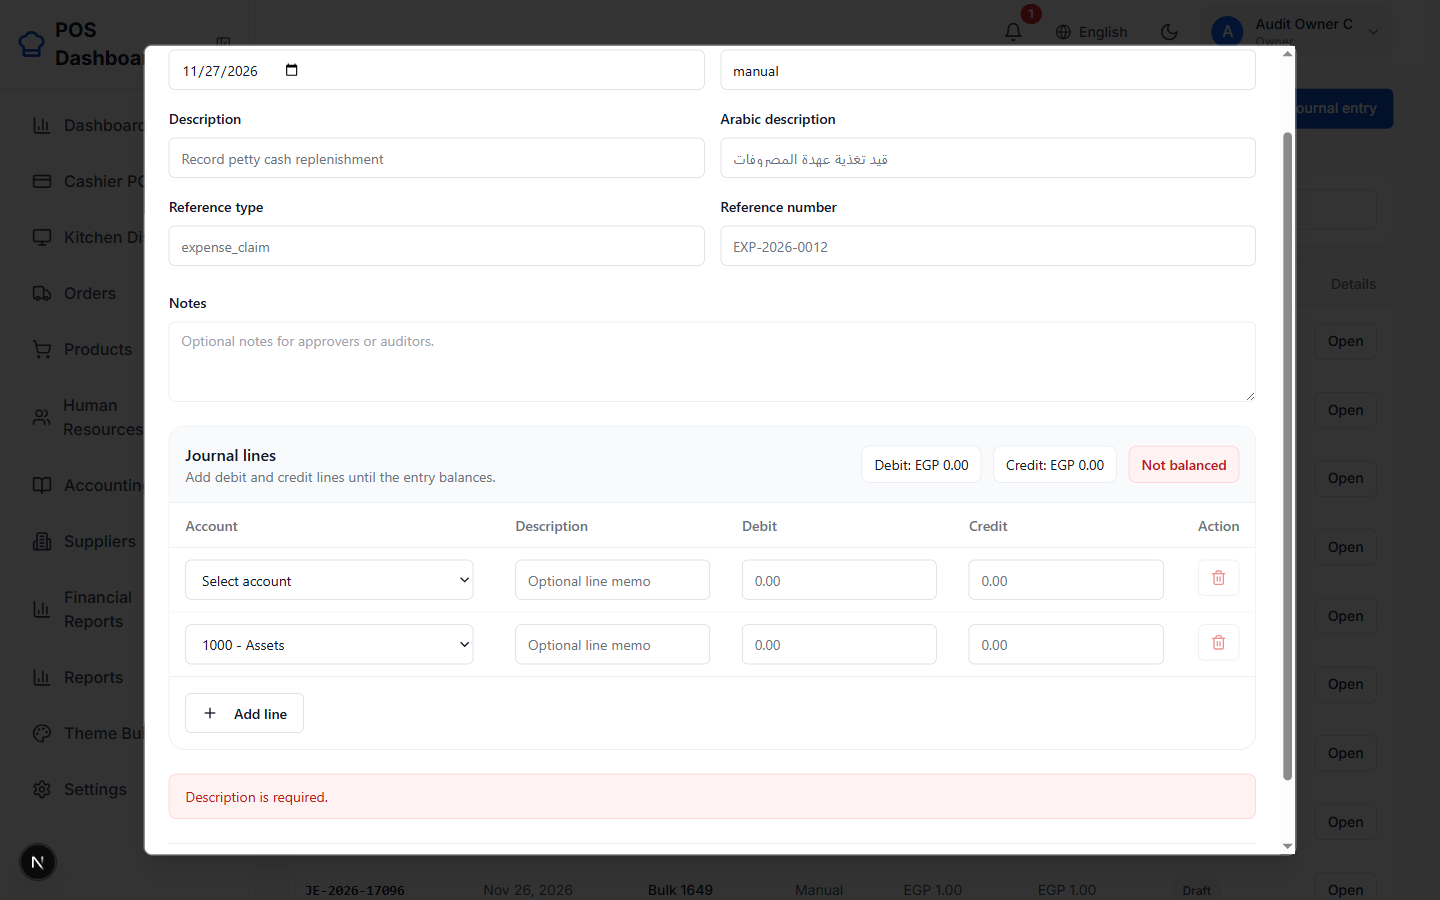 POS
Dashboar
1
English
A
Audit Owner C
Owner
Dashboard
Cashier PO
Kitchen Dis
Orders
Products
Human
Resources
Accounting
Suppliers
Financial
Reports
Reports
Theme Bui
Settings
N
ournal entry
Details
Open
Open
Open
Open
Open
Open
Open
Open
11/27/2026
manual
Description
Arabic description
Record petty cash replenishment
قيد تغذية عهدة المصروفات
Reference type
Reference number
expense_claim
EXP-2026-0012
Notes
Optional notes for approvers or auditors.
Journal lines
Add debit and credit lines until the entry balances.
Debit: EGP 0.00
Credit: EGP 0.00
Not balanced
Account
Description
Debit
Credit
Action
Select account
Optional line memo
0.00
0.00
1000 - Assets
Optional line memo
0.00
0.00
Add line
Description is required.
JE-2026-17096
Nov 26, 2026
Bulk 1649
Manual
EGP 1.00
EGP 1.00
Draft
Open